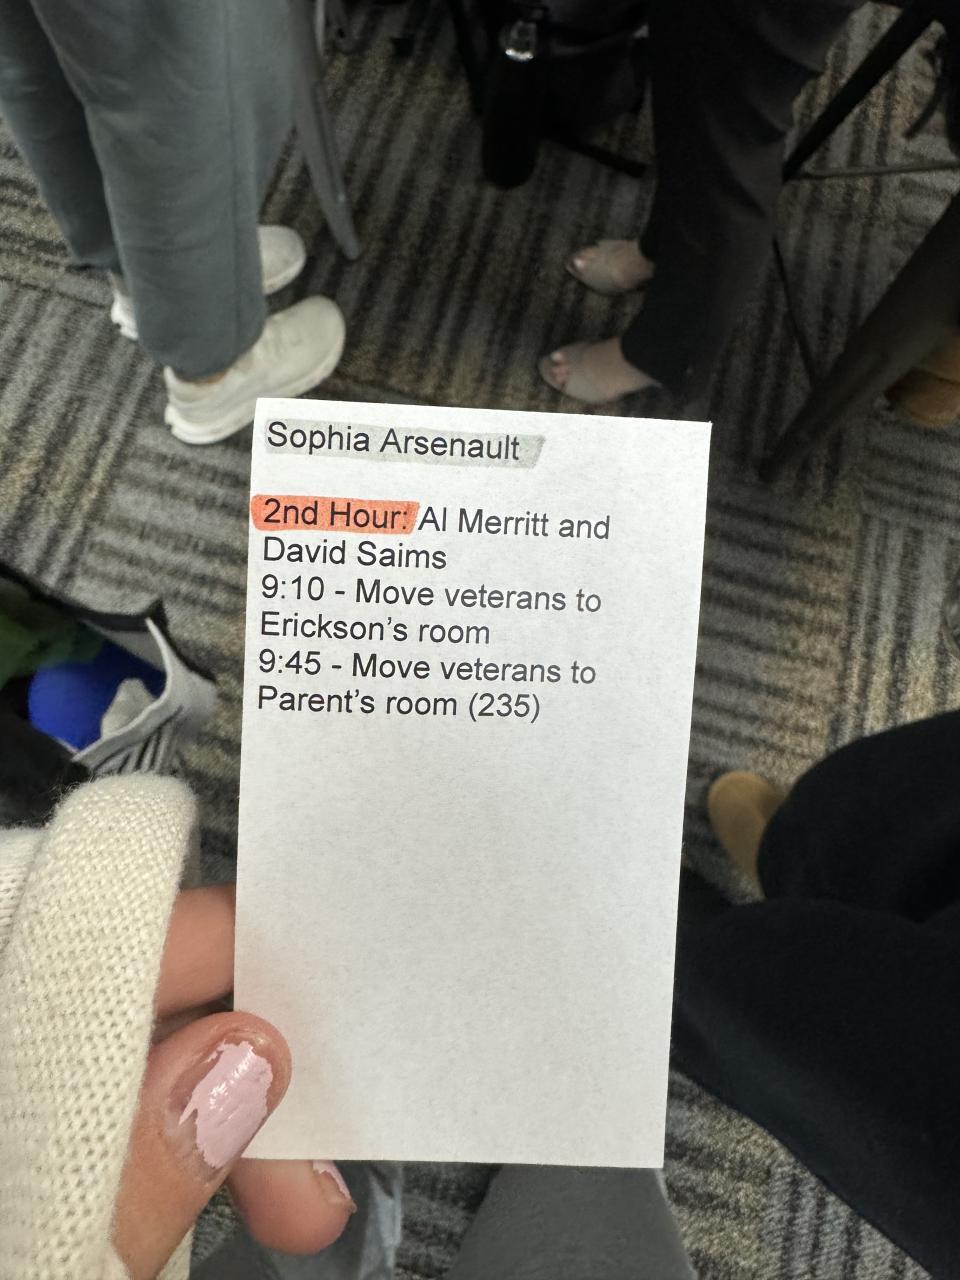 Sophia Arsenault
2nd Hour: Al Merritt and
David Saims
9:10 - Move veterans to
Erickson's room
9:45 - Move veterans to
Parent's room (235)